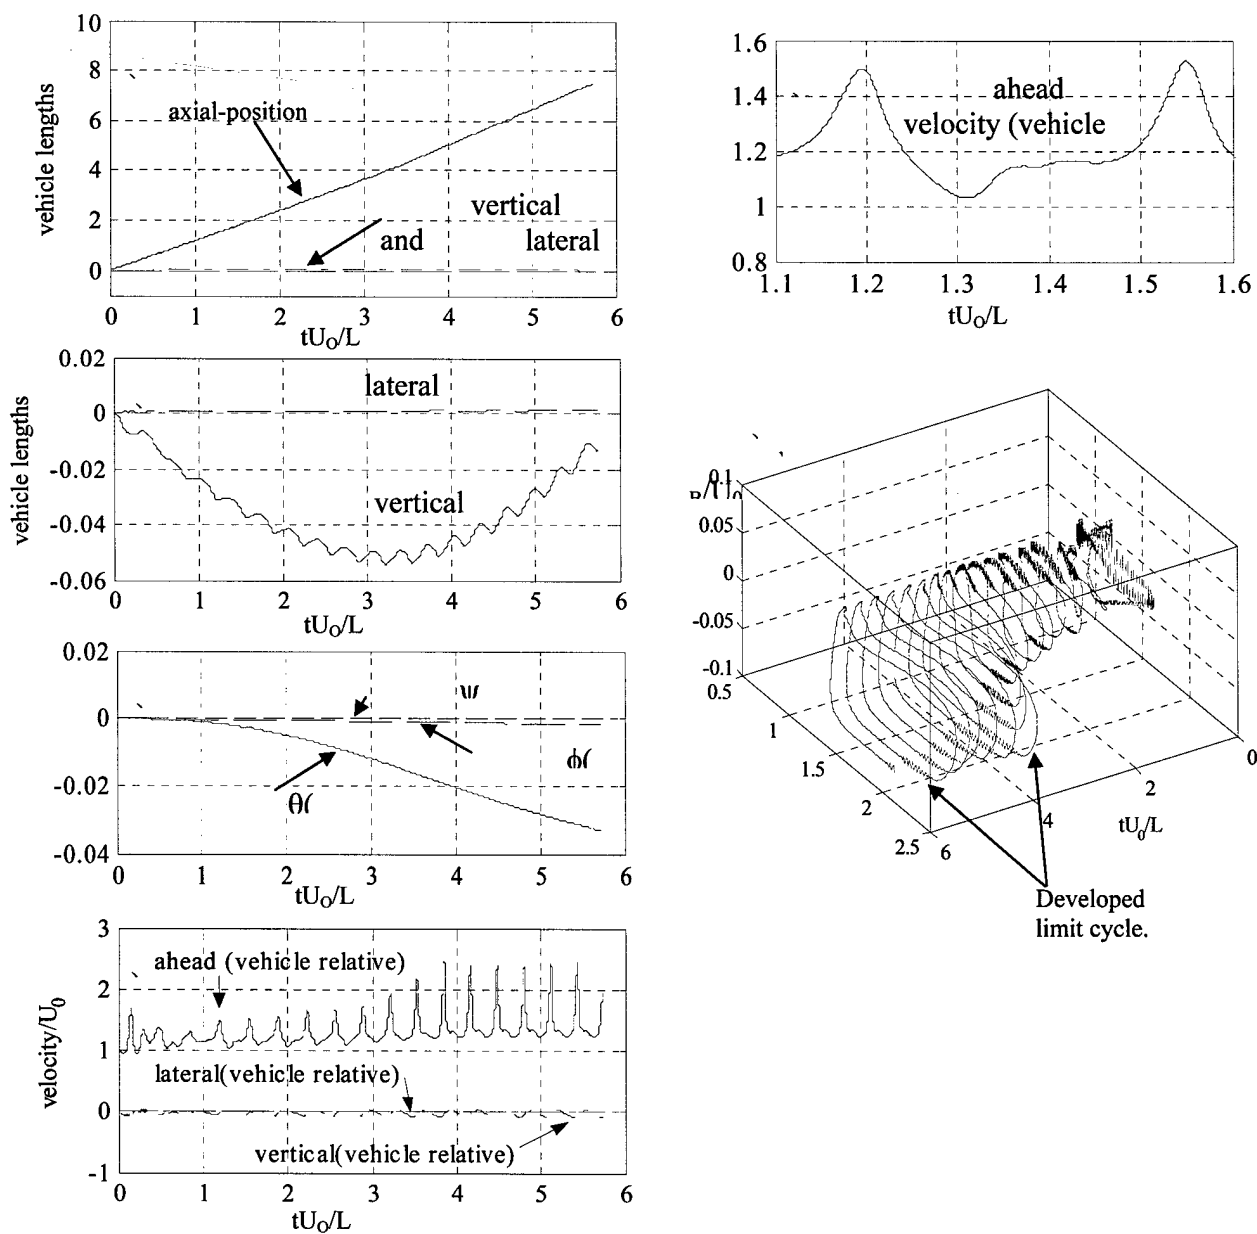 10
8
6
4
2
0
vehicle lengths
axial-position
vertical
and
lateral
0 1 2 3 4 5 6
tU₀/L
1.6
1.4
1.2
1
0.8
ahead
velocity (vehicle
1.1 1.2 1.3 1.4 1.5 1.6
tU₀/L
0.02
0
-0.02
-0.04
-0.06
vehicle lengths
lateral
vertical
0 1 2 3 4 5 6
tU₀/L
0.02
0
-0.02
-0.04
ψ
ϕ(
θ(
0 1 2 3 4 5 6
tU₀/L
3
2
1
0
-1
velocity/U₀
ahead (vehicle relative)
lateral(vehicle relative)
vertical(vehicle relative)
0 1 2 3 4 5 6
tU₀/L
0.1
0.05
0
-0.05
-0.1
0.5
1
1.5
2
2.5
6
4
2
0
tU₀/L
Developed
limit cycle.